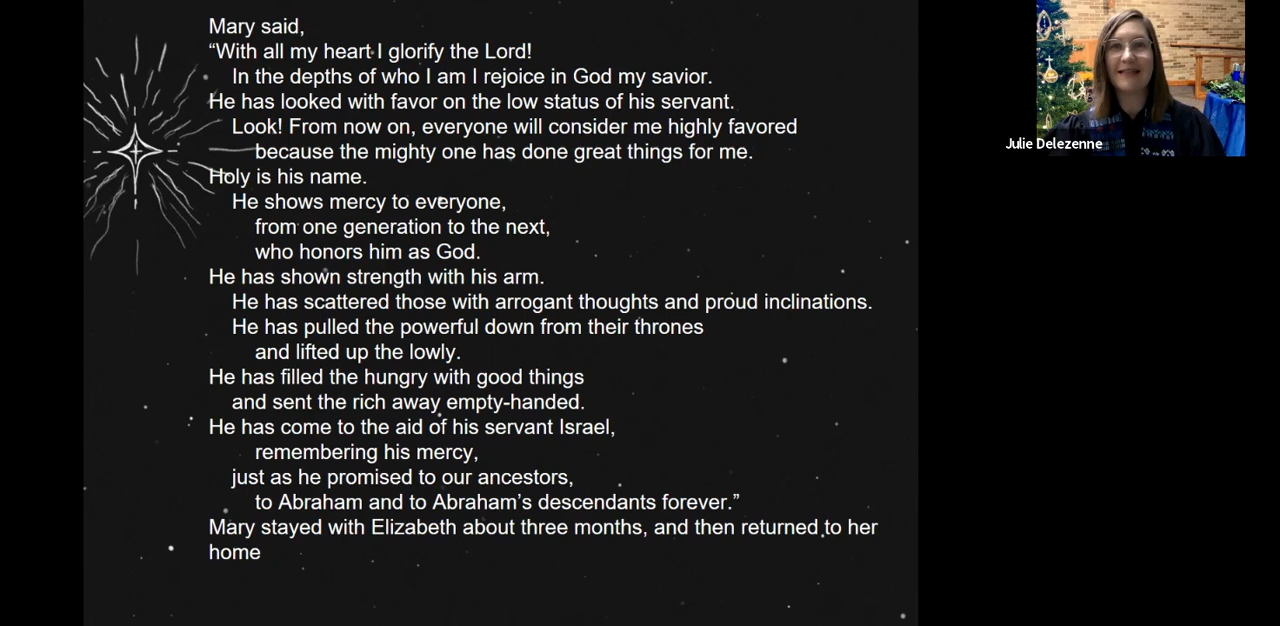 Mary said,
“With all my heart I glorify the Lord!
In the depths of who I am I rejoice in God my savior.
He has looked with favor on the low status of his servant.
Look! From now on, everyone will consider me highly favored
because the mighty one has done great things for me.
Holy is his name.
He shows mercy to everyone,
from one generation to the next,
who honors him as God.
He has shown strength with his arm.
He has scattered those with arrogant thoughts and proud inclinations.
He has pulled the powerful down from their thrones
and lifted up the lowly.
He has filled the hungry with good things
and sent the rich away empty-handed.
He has come to the aid of his servant Israel,
remembering his mercy,
just as he promised to our ancestors,
to Abraham and to Abraham’s descendants forever.”
Mary stayed with Elizabeth about three months, and then returned to her
home
Julie Delezenne